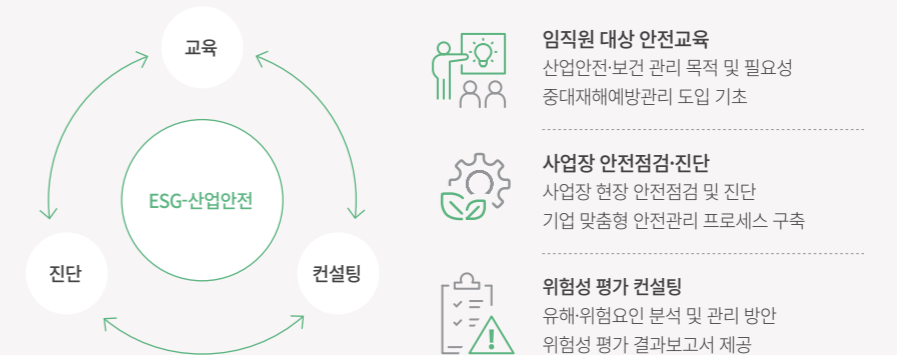 교육
ESG-산업안전
진단
컨설팅
임직원 대상 안전교육
산업안전·보건 관리 목적 및 필요성
중대재해예방관리 도입 기초
사업장 안전점검·진단
사업장 현장 안전점검 및 진단
기업 맞춤형 안전관리 프로세스 구축
위험성 평가 컨설팅
유해·위험요인 분석 및 관리 방안
위험성 평가 결과보고서 제공